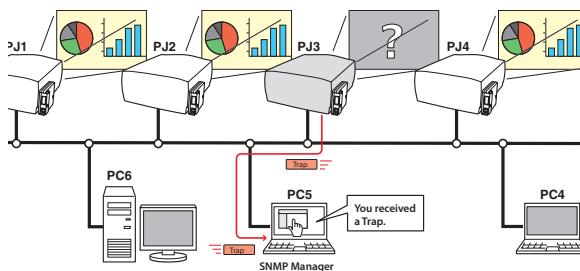 PJ1
PJ2
PJ3
PJ4
?
Trap
PC6
PC5
PC4
You received
a Trap.
Trap
SNMP Manager